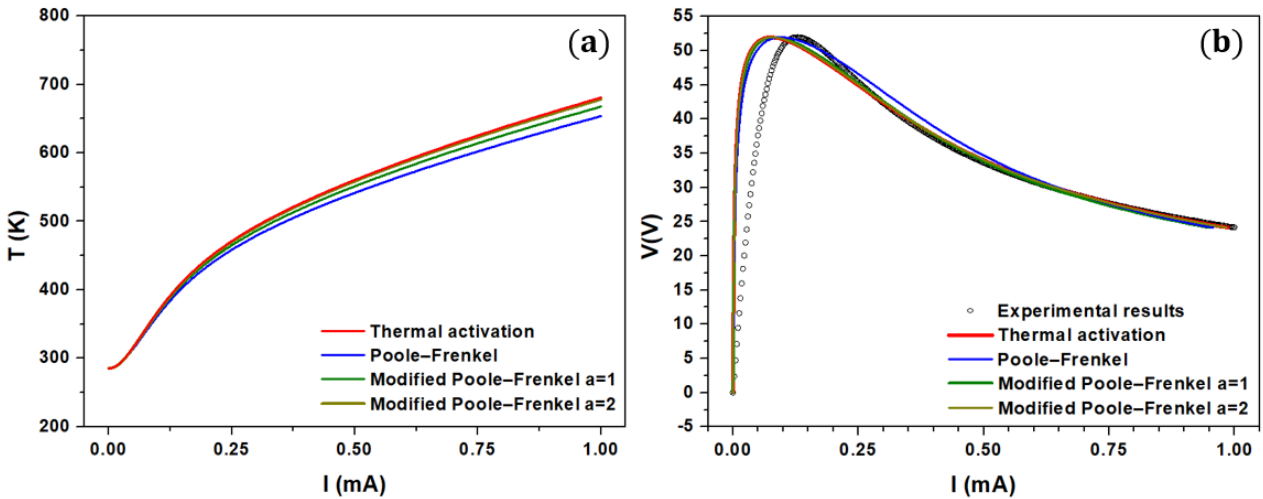 (a)
T (K)
800
700
600
500
400
300
200
0.00
0.25
0.50
0.75
1.00
I (mA)
Thermal activation
Poole–Frenkel
Modified Poole–Frenkel a=1
Modified Poole–Frenkel a=2
(b)
V(V)
55
50
45
40
35
30
25
20
15
10
5
0
-5
0.00
0.25
0.50
0.75
1.00
I (mA)
Experimental results
Thermal activation
Poole–Frenkel
Modified Poole–Frenkel a=1
Modified Poole–Frenkel a=2